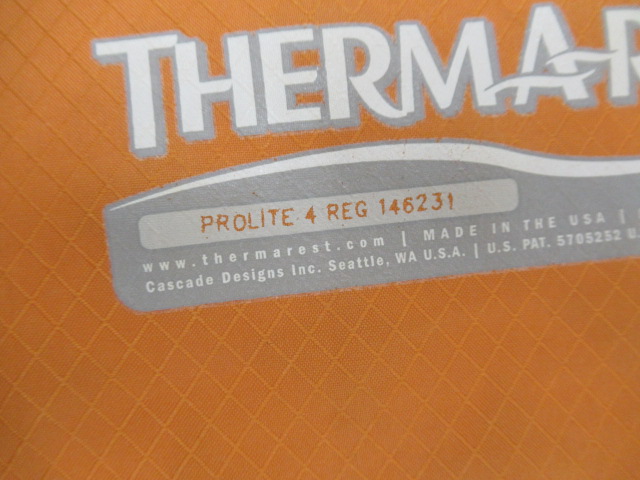 THERMAR
PROLITE 4 REG 146231
www.thermarest.com | MADE IN THE USA |
Cascade Designs Inc. Seattle, WA U.S.A. | U.S. PAT. 5705252 U.